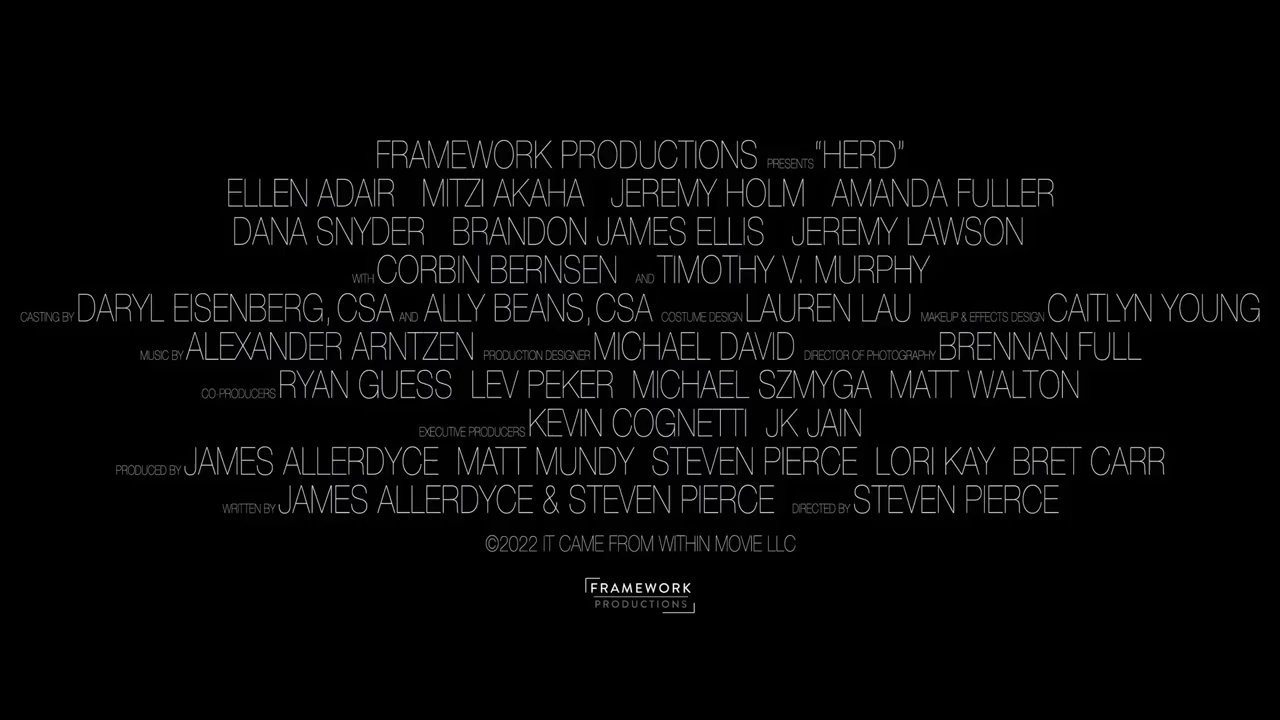 FRAMEWORK PRODUCTIONS PRESENTS "HERD"
ELLEN ADAIR MITZI AKAHA JEREMY HOLM AMANDA FULLER
DANA SNYDER BRANDON JAMES ELLIS JEREMY LAWSON
WITH CORBIN BERNSEN AND TIMOTHY V. MURPHY
CASTING BY DARYL EISENBERG, CSA AND ALLY BEANS, CSA COSTUME DESIGN LAUREN LAU MAKEUP & EFFECTS DESIGN CAITLYN YOUNG
MUSIC BY ALEXANDER ARNTZEN PRODUCTION DESIGNER MICHAEL DAVID DIRECTOR OF PHOTOGRAPHY BRENNAN FULL
CO-PRODUCERS RYAN GUESS LEV PEKER MICHAEL SZMYGA MATT WALTON
EXECUTIVE PRODUCERS KEVIN COGNETTI JK JAIN
PRODUCED BY JAMES ALLERDYCE MATT MUNDY STEVEN PIERCE LORI KAY BRET CARR
WRITTEN BY JAMES ALLERDYCE & STEVEN PIERCE DIRECTED BY STEVEN PIERCE
©2022 IT CAME FROM WITHIN MOVIE LLC
FRAMEWORK
PRODUCTIONS